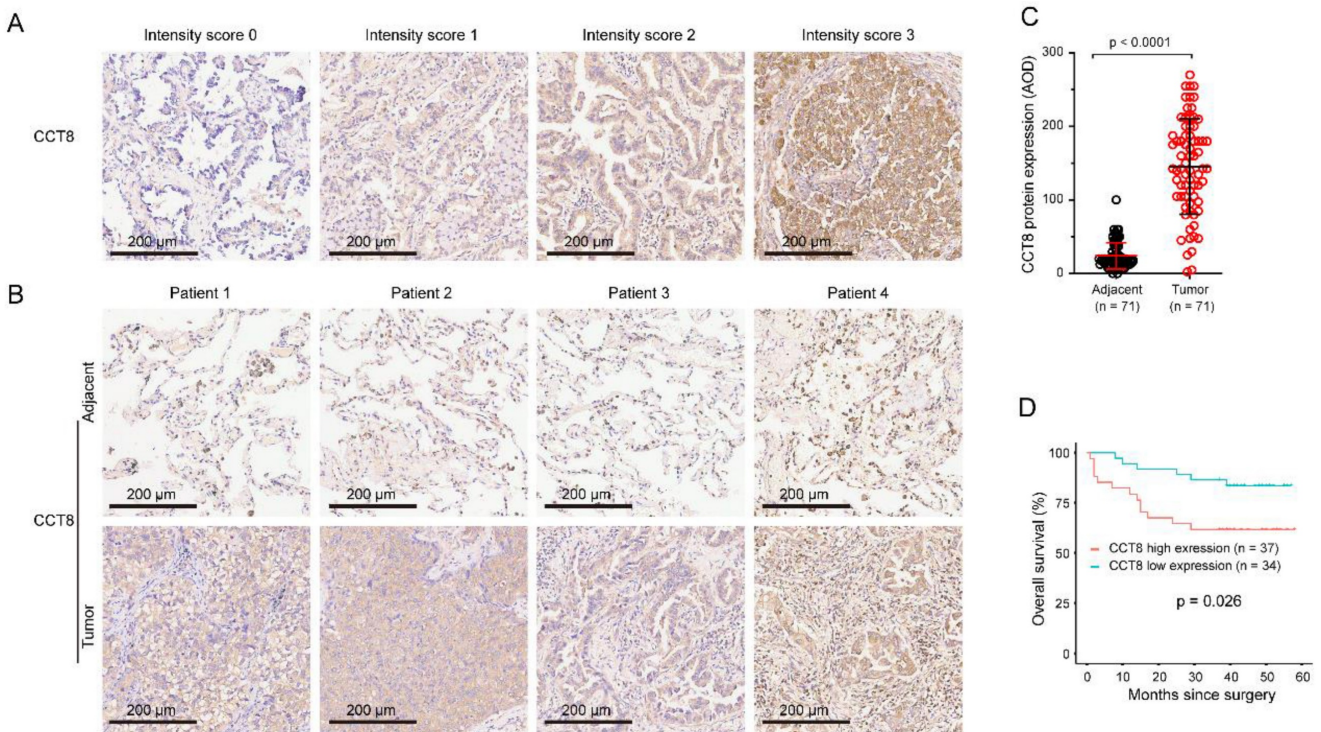 A
Intensity score 0
Intensity score 1
Intensity score 2
Intensity score 3
CCT8
200 μm
200 μm
200 μm
200 μm
B
Patient 1
Patient 2
Patient 3
Patient 4
Adjacent
200 μm
200 μm
200 μm
200 μm
CCT8
Tumor
200 μm
200 μm
200 μm
200 μm
C
p < 0.0001
CCT8 protein expression (AOD)
300
200
100
0
Adjacent
(n = 71)
Tumor
(n = 71)
D
Overall survival (%)
100
75
50
25
0
CCT8 high exression (n = 37)
CCT8 low expression (n = 34)
p = 0.026
0 10 20 30 40 50 60
Months since surgery